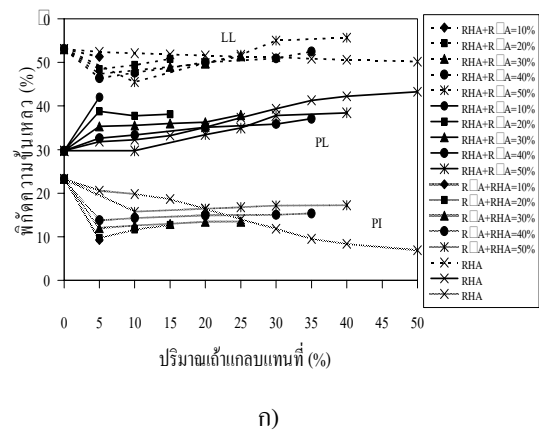 LL
PL
PI
พิกัดความข้นเหลว (%)
60
50
40
30
20
10
0
0 5 10 15 20 25 30 35 40 45 50
ปริมาณเถ้าแกลบแทนที่ (%)
RHA+R□A=10%
RHA+R□A=20%
RHA+R□A=30%
RHA+R□A=40%
RHA+R□A=50%
RHA+R□A=10%
RHA+R□A=20%
RHA+R□A=30%
RHA+R□A=40%
RHA+R□A=50%
R□A+RHA=10%
R□A+RHA=20%
R□A+RHA=30%
R□A+RHA=40%
R□A+RHA=50%
RHA
RHA
RHA
ก)